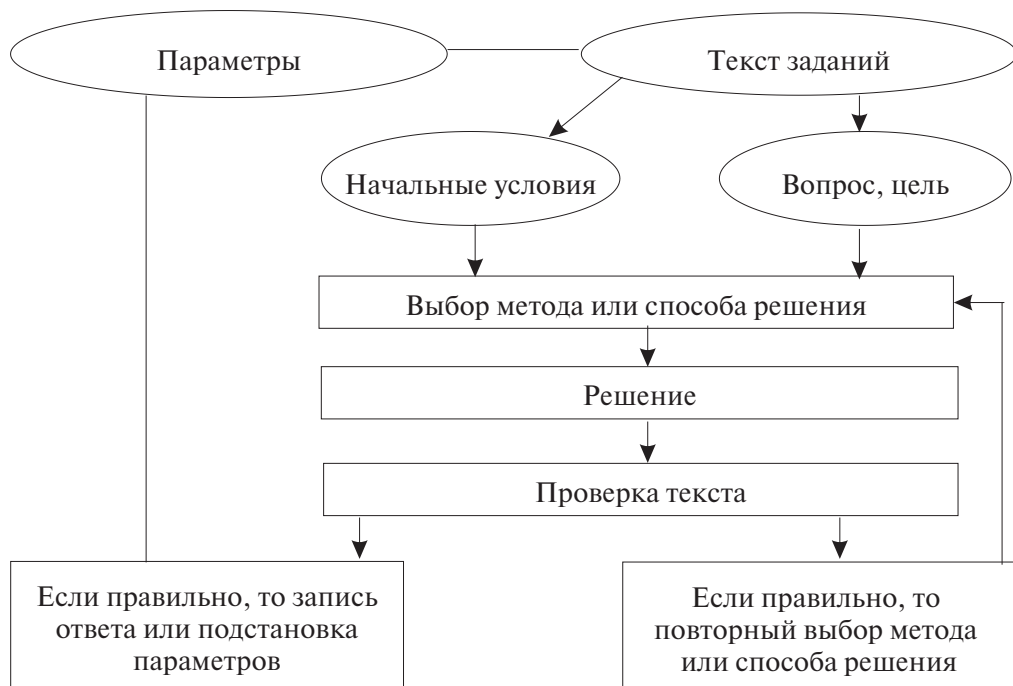 Параметры
Текст заданий
Начальные условия
Вопрос, цель
Выбор метода или способа решения
Решение
Проверка текста
Если правильно, то запись
ответа или подстановка
параметров
Если правильно, то
повторный выбор метода
или способа решения